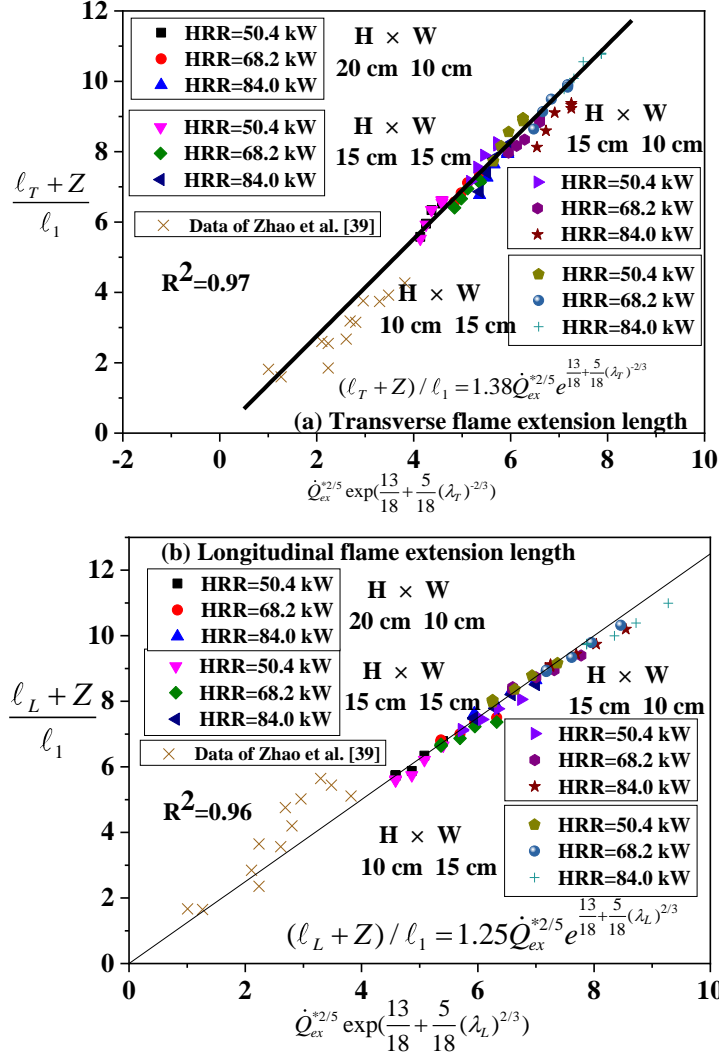 12
10
8
6
4
2
0
-2
0
2
4
6
8
10
(ℓ_T + Z) / ℓ_1
HRR=50.4 kW
HRR=68.2 kW
HRR=84.0 kW
H × W
20 cm 10 cm
HRR=50.4 kW
HRR=68.2 kW
HRR=84.0 kW
H × W
15 cm 15 cm
H × W
15 cm 10 cm
HRR=50.4 kW
HRR=68.2 kW
HRR=84.0 kW
Data of Zhao et al. [39]
R²=0.97
H × W
10 cm 15 cm
HRR=50.4 kW
HRR=68.2 kW
HRR=84.0 kW
(ℓ_T + Z) / ℓ_1 = 1.38Q̇_ex^{*2/5} e^{13/18 + 5/18 (λ_T)^{-2/3}}
(a) Transverse flame extension length
Q̇_ex^{*2/5} exp(13/18 + 5/18 (λ_T)^{-2/3})
12
10
8
6
4
2
0
0
2
4
6
8
10
(ℓ_L + Z) / ℓ_1
(b) Longitudinal flame extension length
HRR=50.4 kW
HRR=68.2 kW
HRR=84.0 kW
H × W
20 cm 10 cm
HRR=50.4 kW
HRR=68.2 kW
HRR=84.0 kW
H × W
15 cm 15 cm
H × W
15 cm 10 cm
HRR=50.4 kW
HRR=68.2 kW
HRR=84.0 kW
Data of Zhao et al. [39]
R²=0.96
H × W
10 cm 15 cm
HRR=50.4 kW
HRR=68.2 kW
HRR=84.0 kW
(ℓ_L + Z) / ℓ_1 = 1.25Q̇_ex^{*2/5} e^{13/18 + 5/18 (λ_L)^{2/3}}
Q̇_ex^{*2/5} exp(13/18 + 5/18 (λ_L)^{2/3})